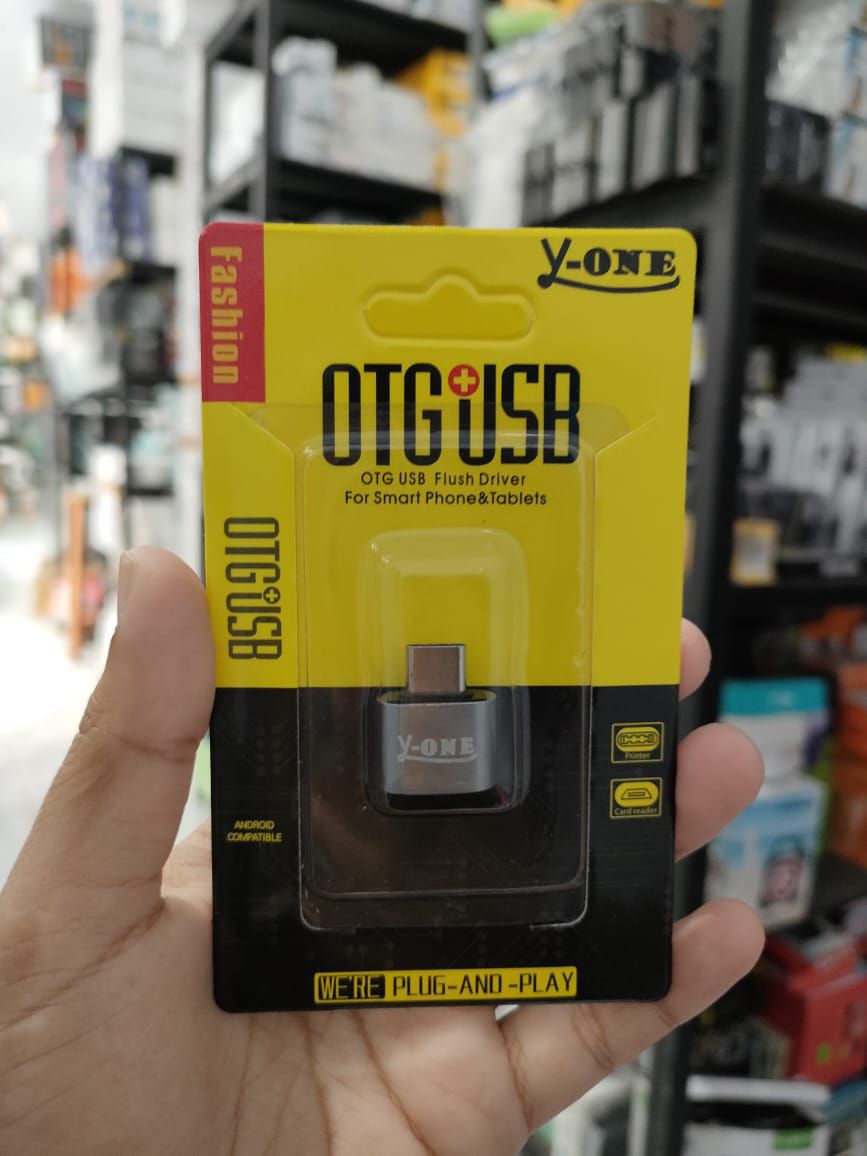 Fashion
Y-ONE
OTG USB
OTG USB Flush Driver
For Smart Phone&Tablets
OTG USB
Y-ONE
Printer
Card reader
ANDROID
COMPATIBLE
WE'RE PLUG-AND-PLAY